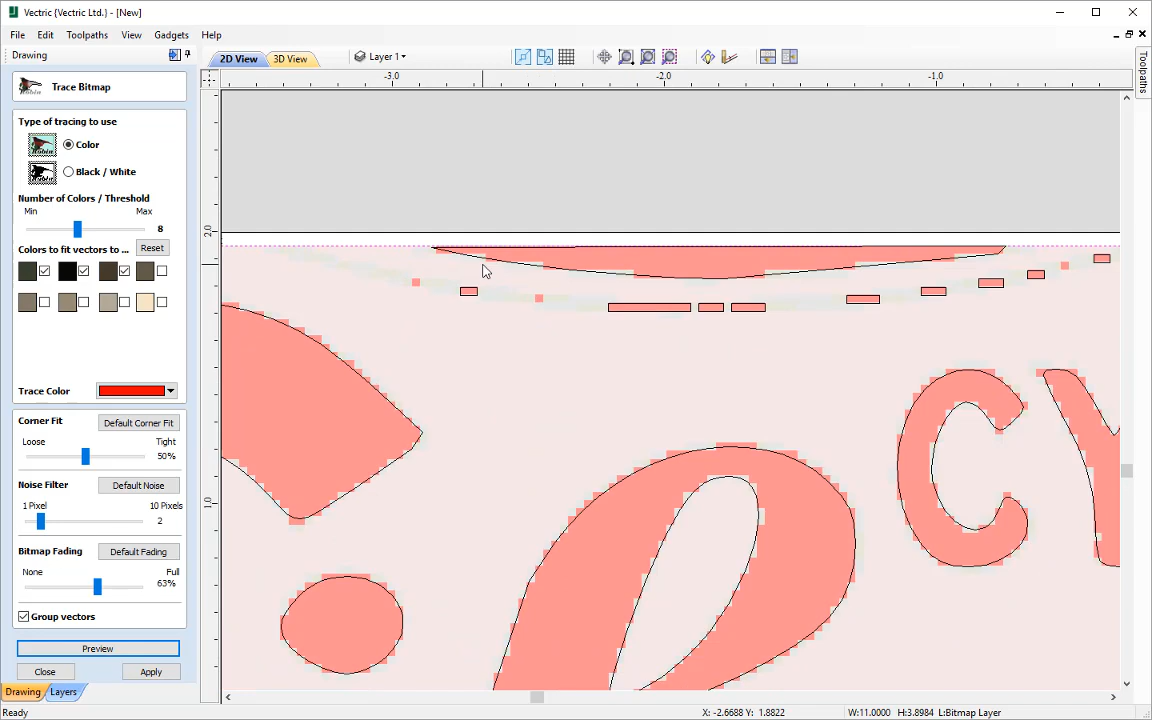 Vectric {Vectric Ltd.} - [New]
File Edit Toolpaths View Gadgets Help
Drawing
2D View 3D View Layer 1
Trace Bitmap
-3.0 -2.0 -1.0
2.0
1.0
Type of tracing to use
Color
Black / White
Number of Colors / Threshold
Min Max
8
Colors to fit vectors to ... Reset
Trace Color
Corner Fit Default Corner Fit
Loose Tight
50%
Noise Filter Default Noise
1 Pixel 10 Pixels
2
Bitmap Fading Default Fading
None Full
63%
Group vectors
Preview
Close Apply
Drawing Layers
Toolpaths
Ready X: -2.6688 Y: 1.8822 W:11.0000 H:3.8984 L:Bitmap Layer